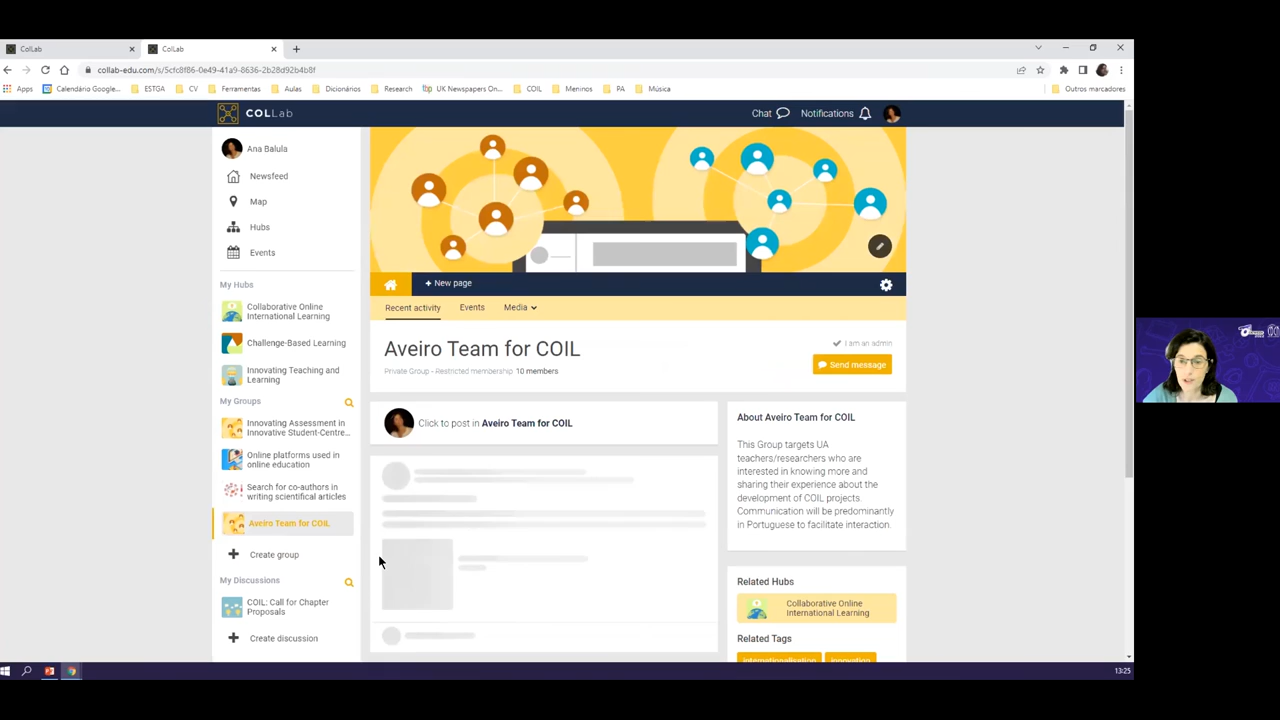 ColLab
ColLab
collab-edu.com/s/5cfc8f86-0e49-41a9-8636-2b28d92b4b8f
Apps
Calendário Google...
ESTGA
CV
Ferramentas
Aulas
Dicionários
Research
UK Newspapers On...
COIL
Meninos
PA
Música
Outros marcadores
COLLab
Chat
Notifications
Ana Balula
Newsfeed
Map
Hubs
Events
My Hubs
Collaborative Online
International Learning
Challenge-Based Learning
Innovating Teaching and
Learning
My Groups
Innovating Assessment in
Innovative Student-Centre...
Online platforms used in
online education
Search for co-authors in
writing scientifical articles
Aveiro Team for COIL
Create group
My Discussions
COIL: Call for Chapter
Proposals
Create discussion
+ New page
Recent activity
Events
Media
Aveiro Team for COIL
Private Group - Restricted membership 10 members
I am an admin
Send message
Click to post in Aveiro Team for COIL
About Aveiro Team for COIL
This Group targets UA
teachers/researchers who are
interested in knowing more and
sharing their experience about the
development of COIL projects.
Communication will be predominantly
in Portuguese to facilitate interaction.
Related Hubs
Collaborative Online
International Learning
Related Tags
internationalisation
innovation
13:25